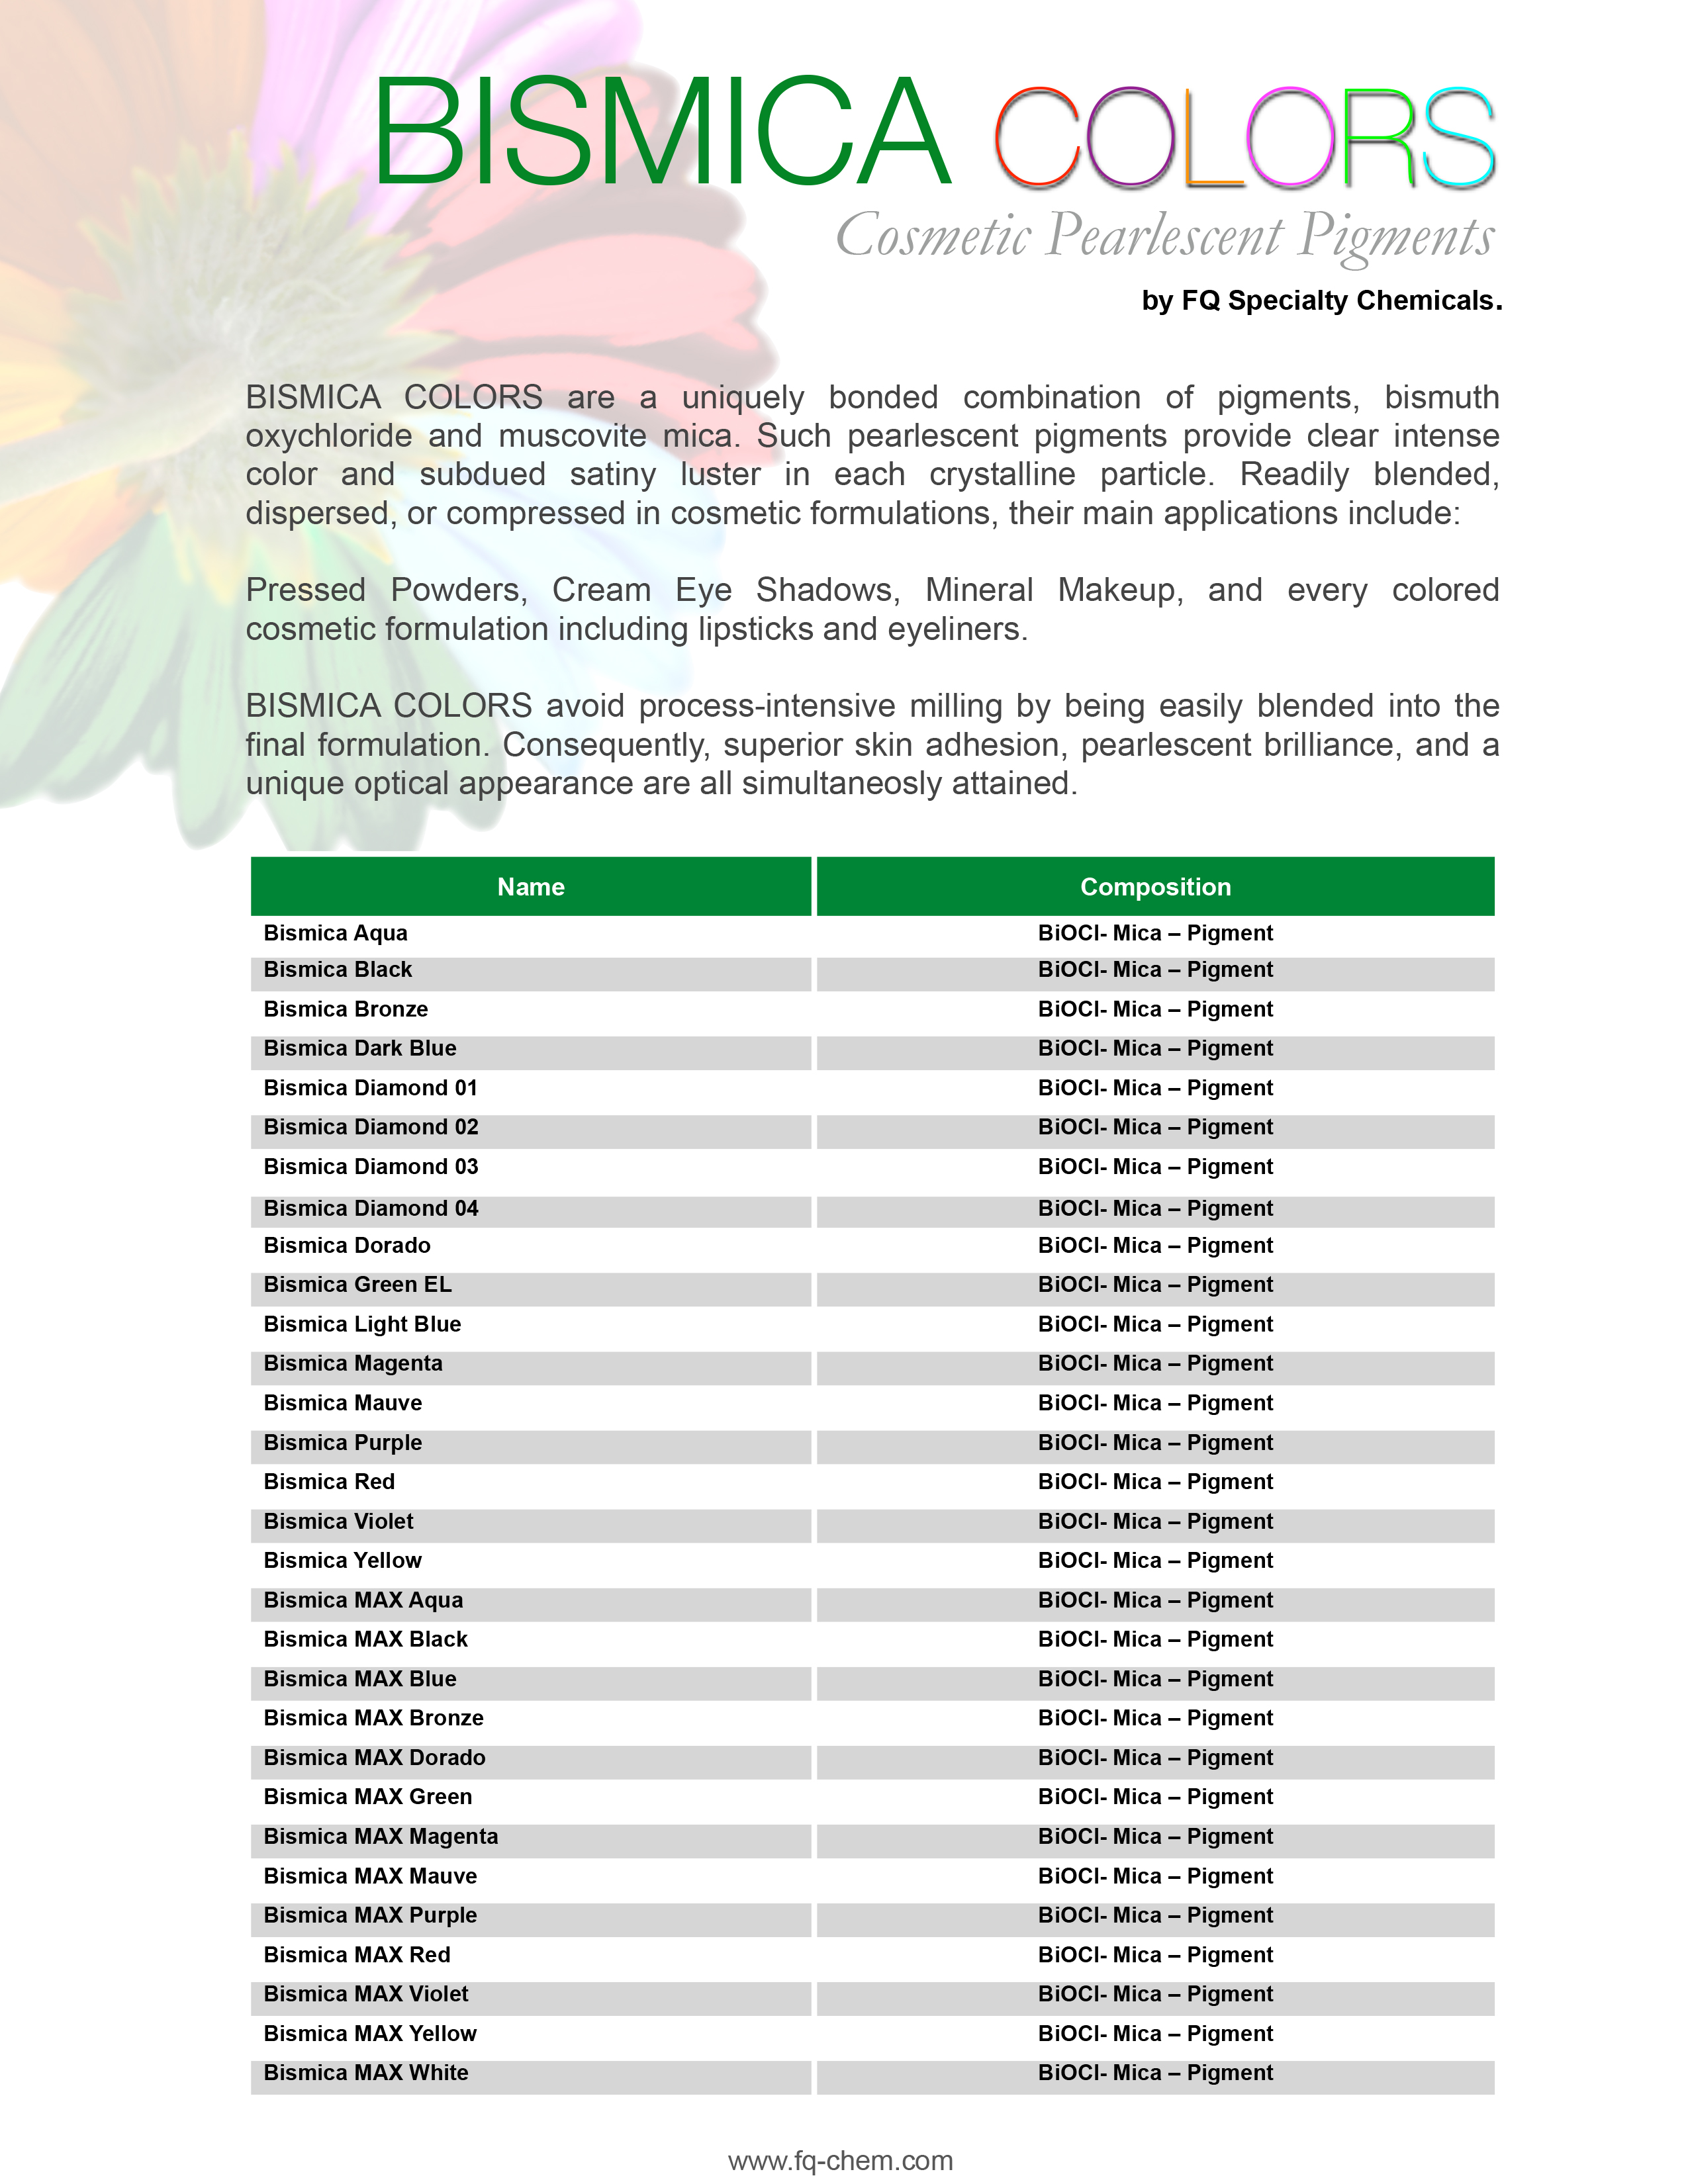 BISMICA COLORS
Cosmetic Pearlescent Pigments
by FQ Specialty Chemicals.
BISMICA COLORS are a uniquely bonded combination of pigments, bismuth
oxychloride and muscovite mica. Such pearlescent pigments provide clear intense
color and subdued satiny luster in each crystalline particle. Readily blended,
dispersed, or compressed in cosmetic formulations, their main applications include:
Pressed Powders, Cream Eye Shadows, Mineral Makeup, and every colored
cosmetic formulation including lipsticks and eyeliners.
BISMICA COLORS avoid process-intensive milling by being easily blended into the
final formulation. Consequently, superior skin adhesion, pearlescent brilliance, and a
unique optical appearance are all simultaneosly attained.
Name Composition
Bismica Aqua BiOCl- Mica – Pigment
Bismica Black BiOCl- Mica – Pigment
Bismica Bronze BiOCl- Mica – Pigment
Bismica Dark Blue BiOCl- Mica – Pigment
Bismica Diamond 01 BiOCl- Mica – Pigment
Bismica Diamond 02 BiOCl- Mica – Pigment
Bismica Diamond 03 BiOCl- Mica – Pigment
Bismica Diamond 04 BiOCl- Mica – Pigment
Bismica Dorado BiOCl- Mica – Pigment
Bismica Green EL BiOCl- Mica – Pigment
Bismica Light Blue BiOCl- Mica – Pigment
Bismica Magenta BiOCl- Mica – Pigment
Bismica Mauve BiOCl- Mica – Pigment
Bismica Purple BiOCl- Mica – Pigment
Bismica Red BiOCl- Mica – Pigment
Bismica Violet BiOCl- Mica – Pigment
Bismica Yellow BiOCl- Mica – Pigment
Bismica MAX Aqua BiOCl- Mica – Pigment
Bismica MAX Black BiOCl- Mica – Pigment
Bismica MAX Blue BiOCl- Mica – Pigment
Bismica MAX Bronze BiOCl- Mica – Pigment
Bismica MAX Dorado BiOCl- Mica – Pigment
Bismica MAX Green BiOCl- Mica – Pigment
Bismica MAX Magenta BiOCl- Mica – Pigment
Bismica MAX Mauve BiOCl- Mica – Pigment
Bismica MAX Purple BiOCl- Mica – Pigment
Bismica MAX Red BiOCl- Mica – Pigment
Bismica MAX Violet BiOCl- Mica – Pigment
Bismica MAX Yellow BiOCl- Mica – Pigment
Bismica MAX White BiOCl- Mica – Pigment
www.fq-chem.com